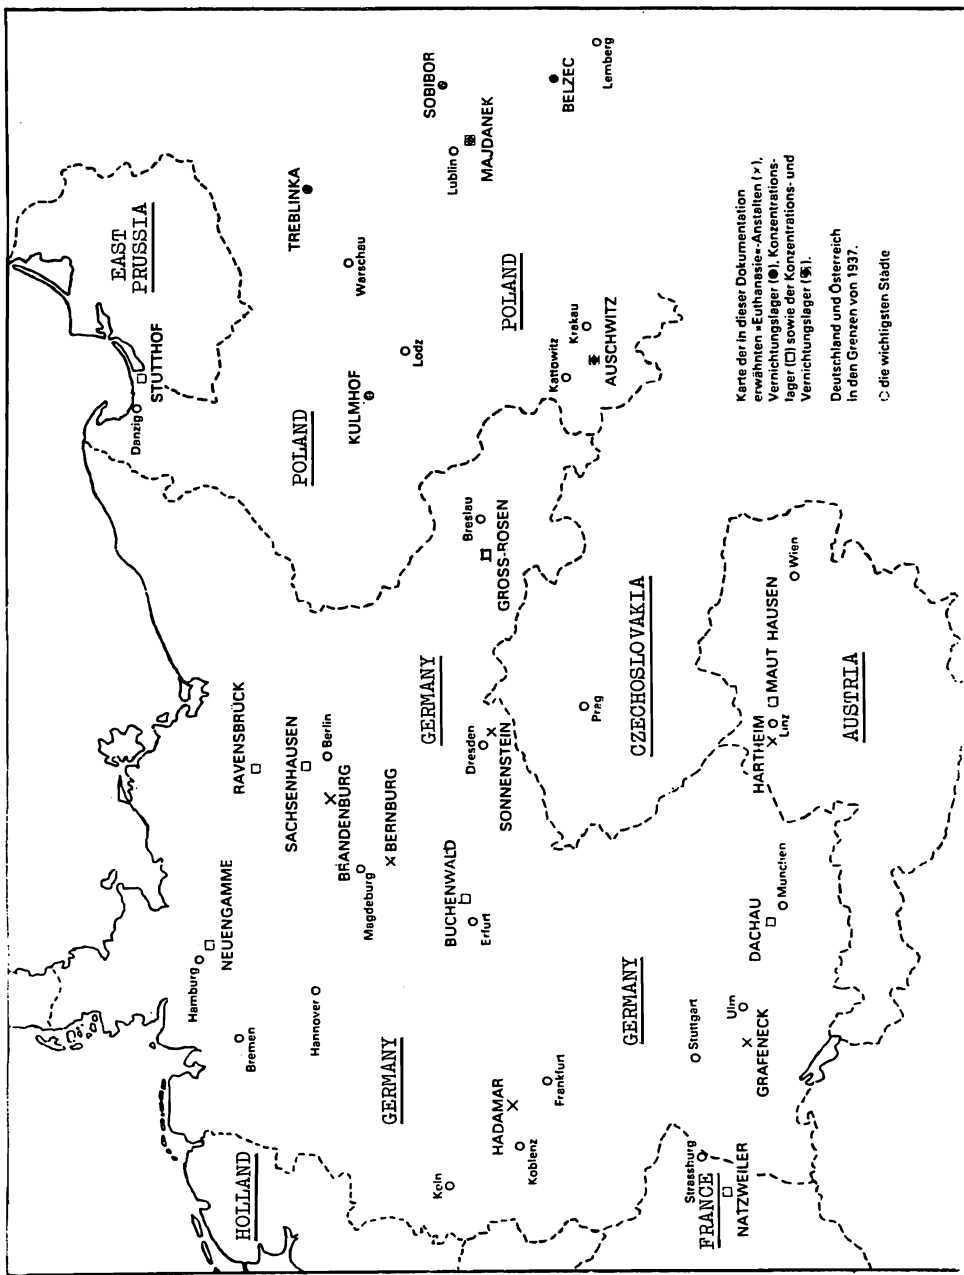 HOLLAND
Hamburg
NEUENGAMME
Bremen
Hannover
GERMANY
RAVENSBRÜCK
SACHSENHAUSEN
Berlin
BRANDENBURG
Magdeburg
BERNBURG
Danzig
STUTTHOF
EAST
PRUSSIA
POLAND
TREBLINKA
Warschau
KULMHOF
Lodz
SOBIBOR
Lublin
MAJDANEK
BELZEC
Lemberg
POLAND
Kattowitz
Krakau
AUSCHWITZ
GERMANY
Breslau
GROSS-ROSEN
Dresden
SONNENSTEIN
BUCHENWALD
Erfurt
Koln
HADAMAR
Koblenz
Frankfurt
GERMANY
CZECHOSLOVAKIA
Prag
Strassburg
FRANCE
NATZWEILER
Stuttgart
Ulm
GRAFENECK
DACHAU
Munchen
HARTHEIM
Linz
MAUT HAUSEN
Wien
AUSTRIA
Karte der in dieser Dokumentation
erwähnten »Euthanasie«-Anstalten (×),
Vernichtungslager (●), Konzentrations-
lager (□) sowie der Konzentrations- und
Vernichtungslager (▣).
Deutschland und Österreich
in den Grenzen von 1937.
○ die wichtigsten Städte